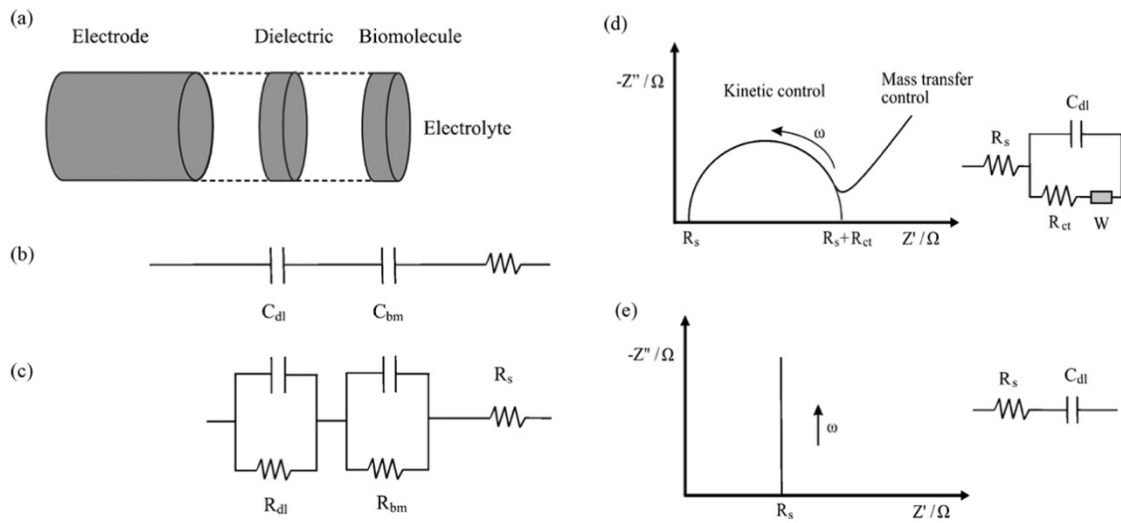 (a)
Electrode Dielectric Biomolecule
Electrolyte
(b)
Cdl Cbm
(c)
Rs
Rdl Rbm
(d)
-Z''/Ω
Kinetic control
Mass transfer
control
ω
Rs Rs+Rct Z'/Ω
Cdl
Rs
Rct W
(e)
-Z''/Ω
ω
Rs Z'/Ω
Rs Cdl